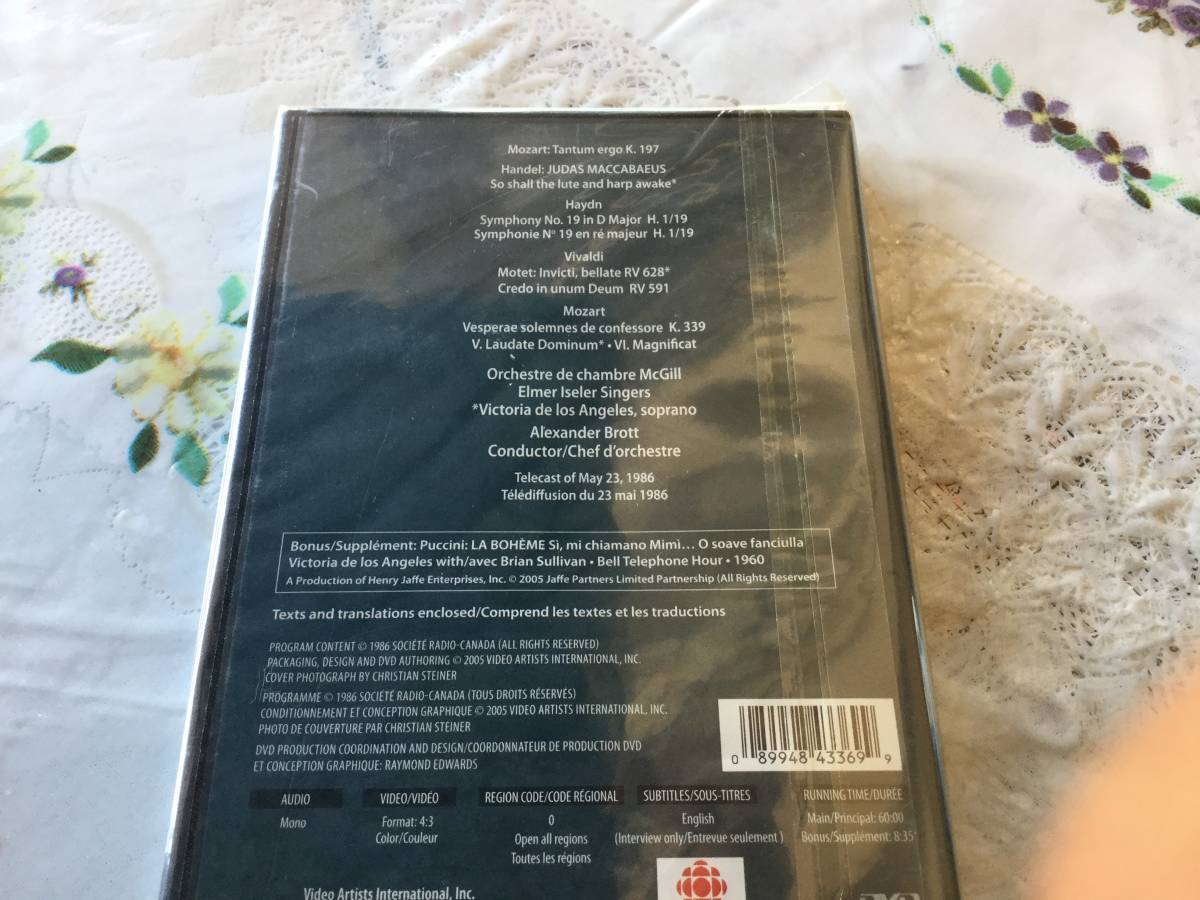 Mozart: Tantum ergo K. 197
Handel: JUDAS MACCABAEUS
So shall the lute and harp awake*
Haydn
Symphony No. 19 in D Major H. 1/19
Symphonie N° 19 en ré majeur H. 1/19
Vivaldi
Motet: Invicti, bellate RV 628*
Credo in unum Deum RV 591
Mozart
Vesperae solemnes de confessore K. 339
V. Laudate Dominum* • VI. Magnificat
Orchestre de chambre McGill
Elmer Iseler Singers
*Victoria de los Angeles, soprano
Alexander Brott
Conductor/Chef d'orchestre
Telecast of May 23, 1986
Télédiffusion du 23 mai 1986
Bonus/Supplément: Puccini: LA BOHÈME Sì, mi chiamano Mimì... O soave fanciulla
Victoria de los Angeles with/avec Brian Sullivan • Bell Telephone Hour • 1960
A Production of Henry Jaffe Enterprises, Inc. © 2005 Jaffe Partners Limited Partnership (All Rights Reserved)
Texts and translations enclosed/Comprend les textes et les traductions
PROGRAM CONTENT © 1986 SOCIÉTÉ RADIO-CANADA (ALL RIGHTS RESERVED)
PACKAGING, DESIGN AND DVD AUTHORING © 2005 VIDEO ARTISTS INTERNATIONAL, INC.
COVER PHOTOGRAPH BY CHRISTIAN STEINER
PROGRAMME © 1986 SOCIÉTÉ RADIO-CANADA (TOUS DROITS RÉSERVÉS)
CONDITIONNEMENT ET CONCEPTION GRAPHIQUE © 2005 VIDEO ARTISTS INTERNATIONAL, INC.
PHOTO DE COUVERTURE PAR CHRISTIAN STEINER
DVD PRODUCTION COORDINATION AND DESIGN/COORDONNATEUR DE PRODUCTION DVD
ET CONCEPTION GRAPHIQUE: RAYMOND EDWARDS
0 89948 43369 9
AUDIO
Mono
VIDEO/VIDÉO
Format: 4:3
Color/Couleur
REGION CODE/CODE RÉGIONAL
0
Open all regions
Toutes les régions
SUBTITLES/SOUS-TITRES
English
(Interview only/Entrevue seulement )
RUNNING TIME/DURÉE
Main/Principal: 60:00
Bonus/Supplément: 8:35
Video Artists International, Inc.